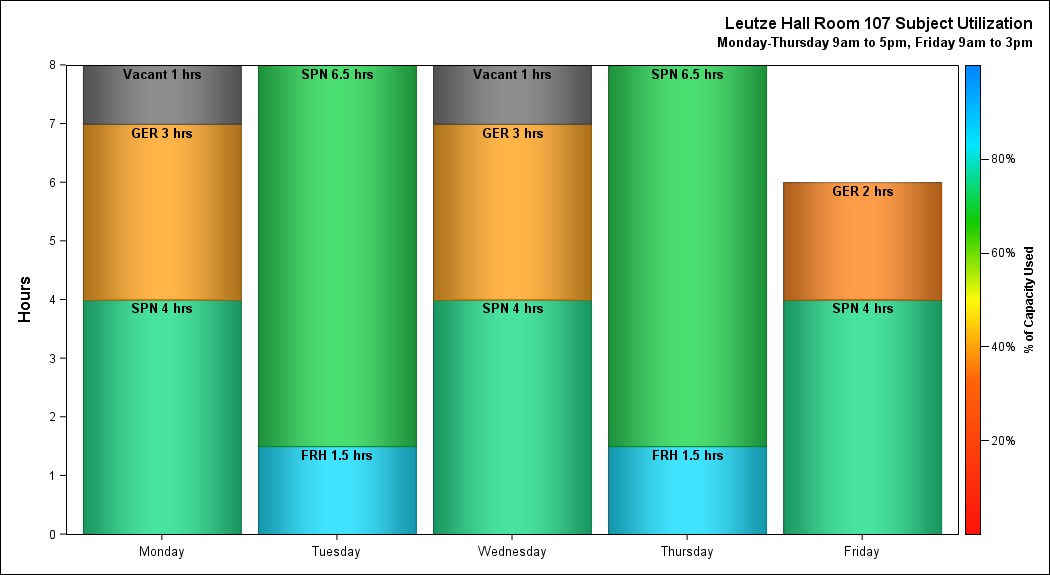 Leutze Hall Room 107 Subject Utilization
Monday-Thursday 9am to 5pm, Friday 9am to 3pm
Hours
8
7
6
5
4
3
2
1
0
Vacant 1 hrs
GER 3 hrs
SPN 4 hrs
SPN 6.5 hrs
FRH 1.5 hrs
Vacant 1 hrs
GER 3 hrs
SPN 4 hrs
SPN 6.5 hrs
FRH 1.5 hrs
GER 2 hrs
SPN 4 hrs
Monday
Tuesday
Wednesday
Thursday
Friday
80%
60%
40%
20%
% of Capacity Used